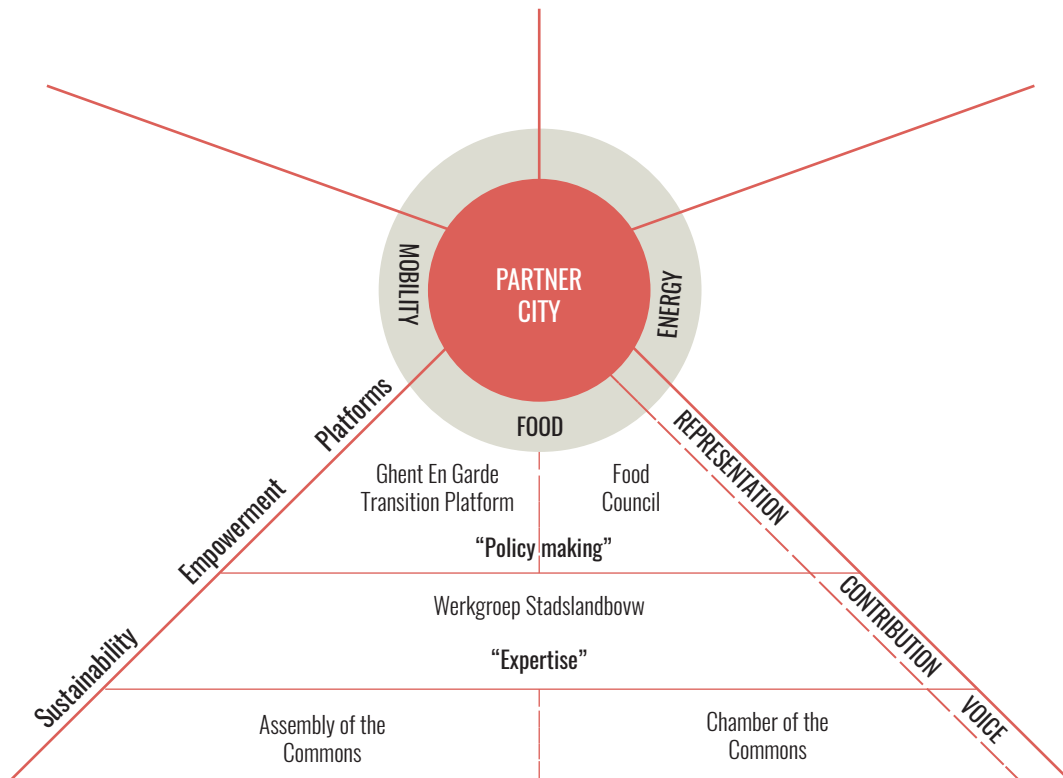 PARTNER
CITY
MOBILITY
ENERGY
FOOD
Sustainability Empowerment Platforms
REPRESENTATION
CONTRIBUTION
VOICE
Ghent En Garde
Transition Platform
Food
Council
“Policy making”
Werkgroep Stadslandbovw
“Expertise”
Assembly of the
Commons
Chamber of the
Commons